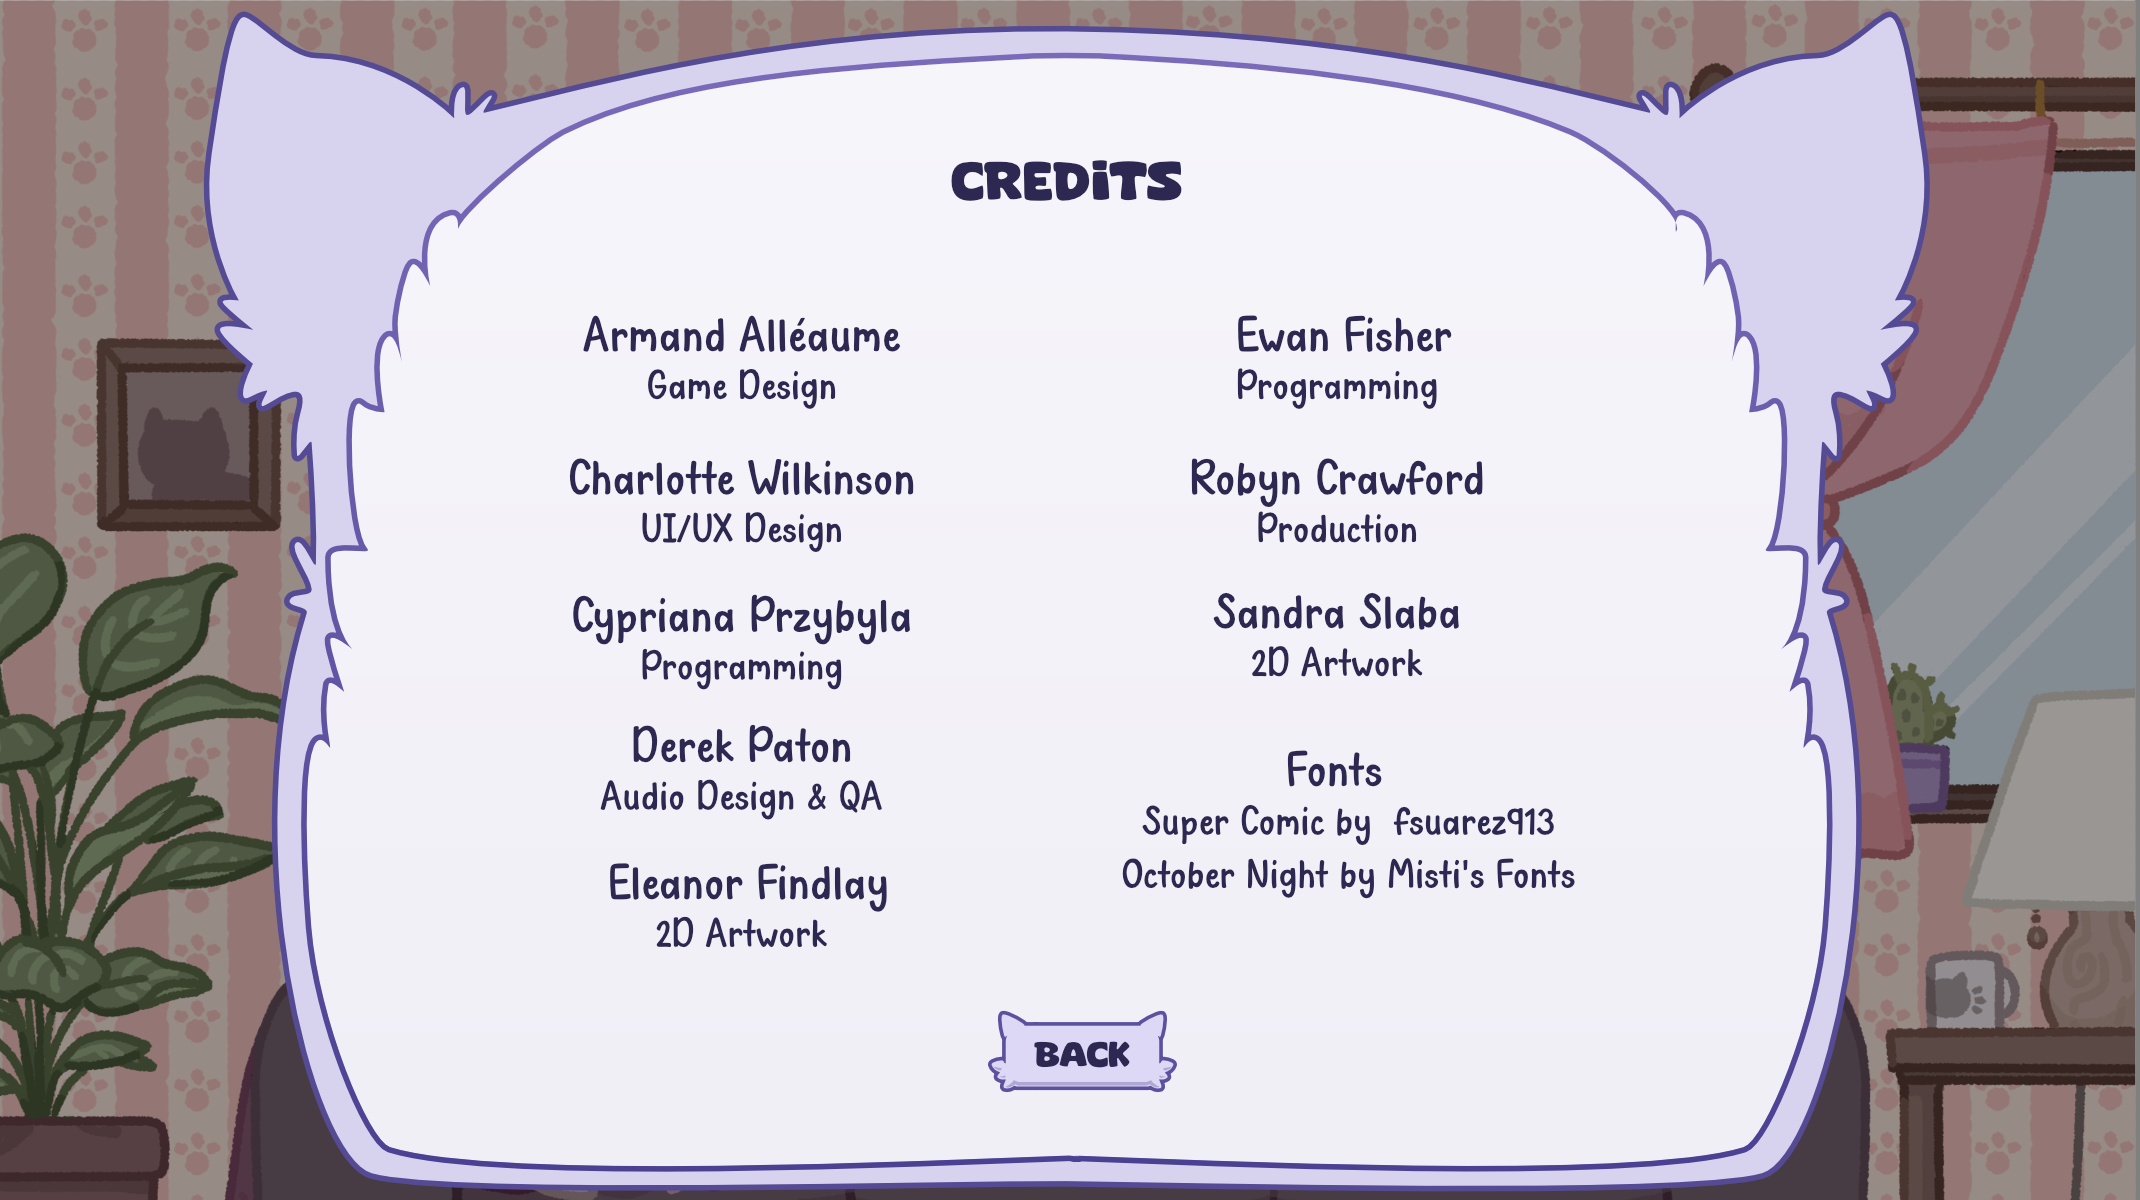 CREDiTS
Armand Alléaume
Game Design
Charlotte Wilkinson
UI/UX Design
Cypriana Przybyla
Programming
Derek Paton
Audio Design & QA
Eleanor Findlay
2D Artwork
Ewan Fisher
Programming
Robyn Crawford
Production
Sandra Slaba
2D Artwork
Fonts
Super Comic by fsuarez913
October Night by Misti's Fonts
BACK